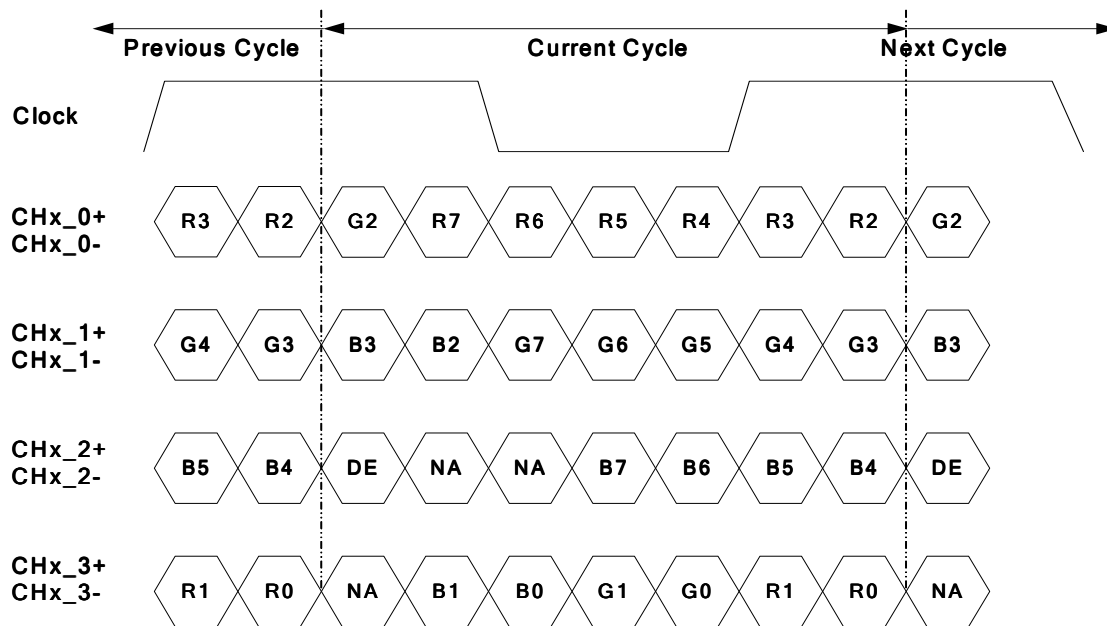 Previous Cycle Current Cycle Next Cycle
Clock
CHx_0+
CHx_0-
R3 R2 G2 R7 R6 R5 R4 R3 R2 G2
CHx_1+
CHx_1-
G4 G3 B3 B2 G7 G6 G5 G4 G3 B3
CHx_2+
CHx_2-
B5 B4 DE NA NA B7 B6 B5 B4 DE
CHx_3+
CHx_3-
R1 R0 NA B1 B0 G1 G0 R1 R0 NA